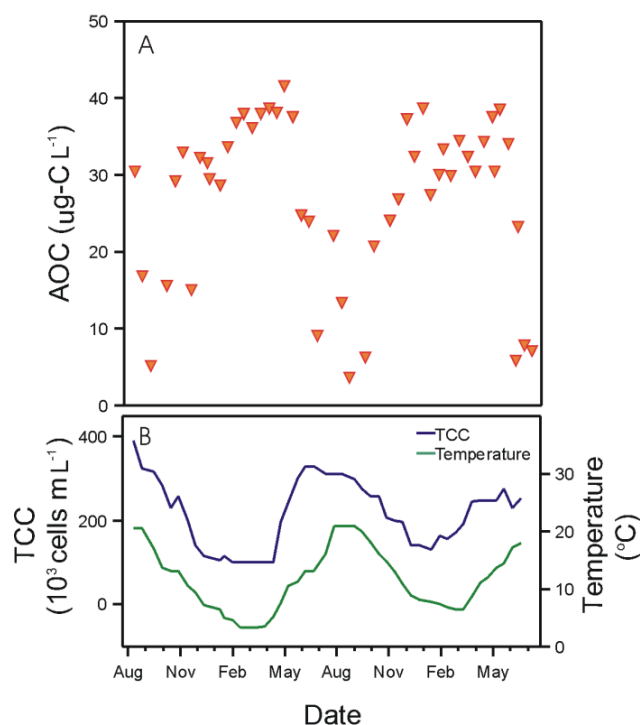 A
50
40
30
20
10
0
AOC (ug-C L-1)
B
TCC
Temperature
400
200
0
TCC
(103 cells mL-1)
30
20
10
0
Temperature
(oC)
Aug Nov Feb May Aug Nov Feb May
Date